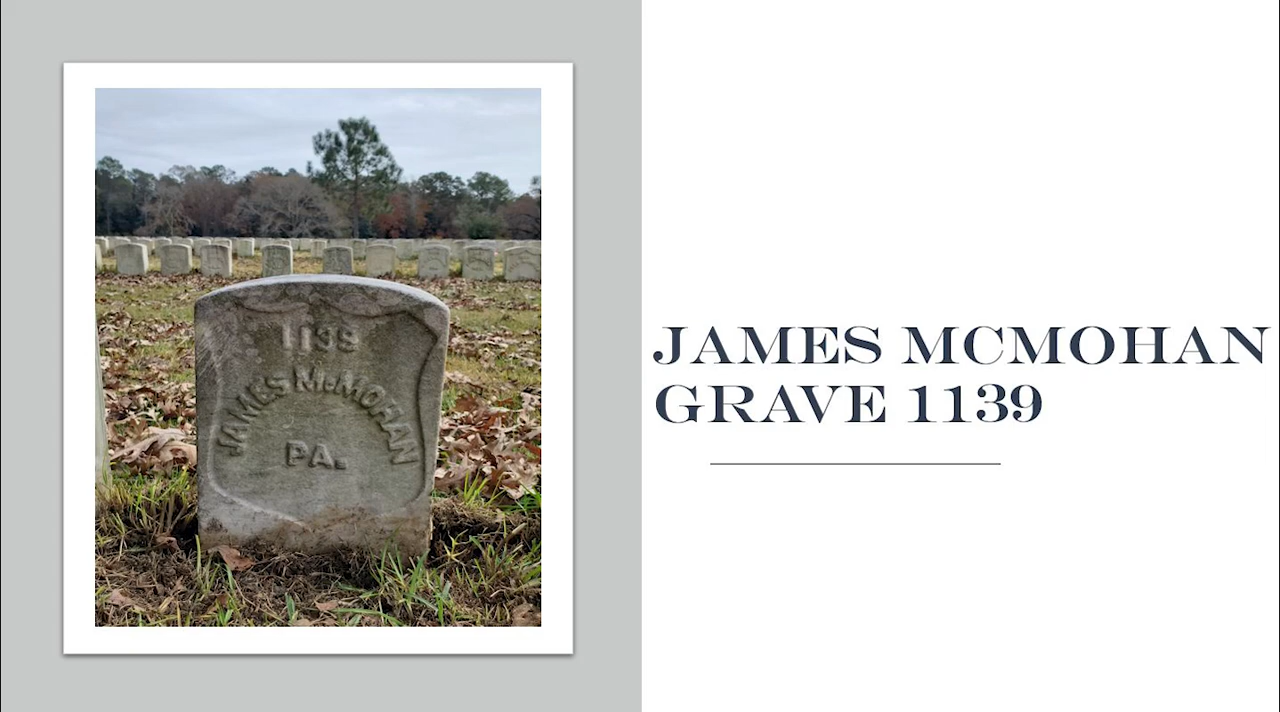 1139
JAMES McMOHAN
PA.
JAMES MCMOHAN
GRAVE 1139